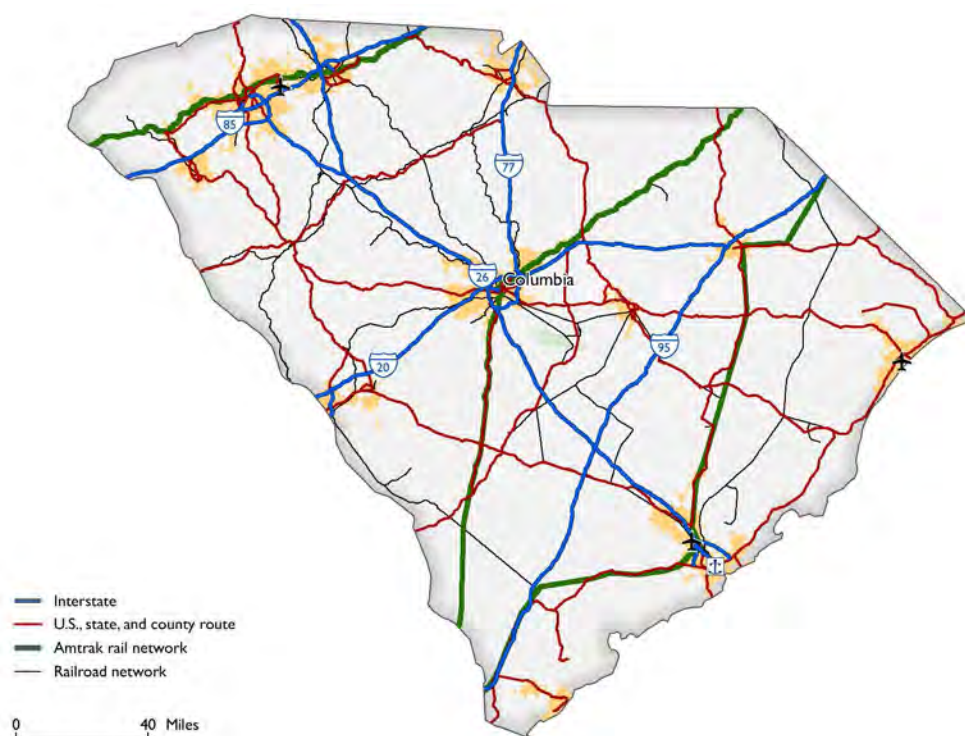 85
77
26
Columbia
95
20
Interstate
U.S., state, and county route
Amtrak rail network
Railroad network
0 40 Miles